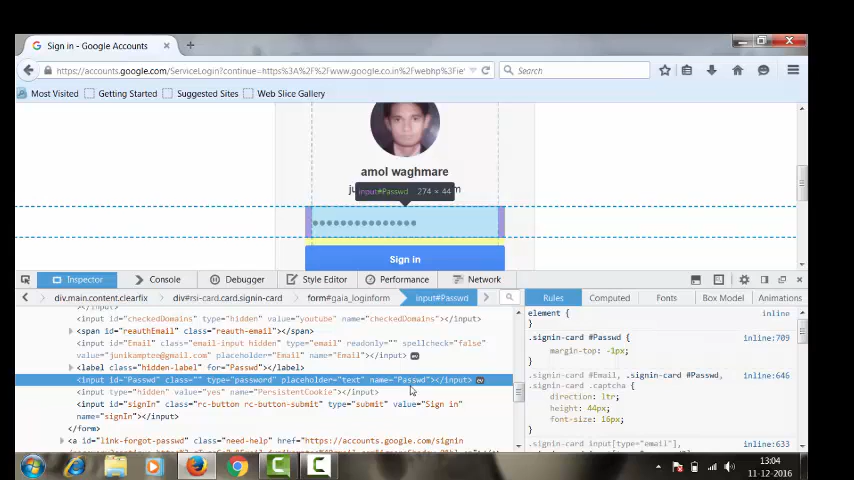 Sign in - Google Accounts
https://accounts.google.com/ServiceLogin?continue=https%3A%2F%2Fwww.google.co.in%2Fwebhp%3Fie
Search
Most Visited Getting Started Suggested Sites Web Slice Gallery
amol waghmare
input#Passwd 274 × 44
Sign in
Inspector Console Debugger Style Editor Performance Network
div.main.content.clearfix div#rsi-card.card.signin-card form#gaia_loginform input#Passwd
Rules Computed Fonts Box Model Animations
<input id="checkedDomains" type="hidden" value="youtube" name="checkedDomains"></input>
<span id="reauthEmail" class="reauth-email"></span>
<input id="Email" class="email-input hidden" type="email" readonly="" spellcheck="false"
value="junikamptee@gmail.com" placeholder="Email" name="Email"></input> ev
<label class="hidden-label" for="Passwd"></label>
<input id="Passwd" class="" type="password" placeholder="text" name="Passwd"></input> ev
<input type="hidden" value="yes" name="PersistentCookie"></input>
<input id="signIn" class="rc-button rc-button-submit" type="submit" value="Sign in"
name="signIn"></input>
</form>
<a id="link-forgot-passwd" class="need-help" href="https://accounts.google.com/signin
element { inline
}
.signin-card #Passwd { inline:709
margin-top: -1px;
}
.signin-card #Email, .signin-card #Passwd, inline:646
.signin-card .captcha {
direction: ltr;
height: 44px;
font-size: 16px;
}
.signin-card input[type="email"], inline:633
13:04
11-12-2016